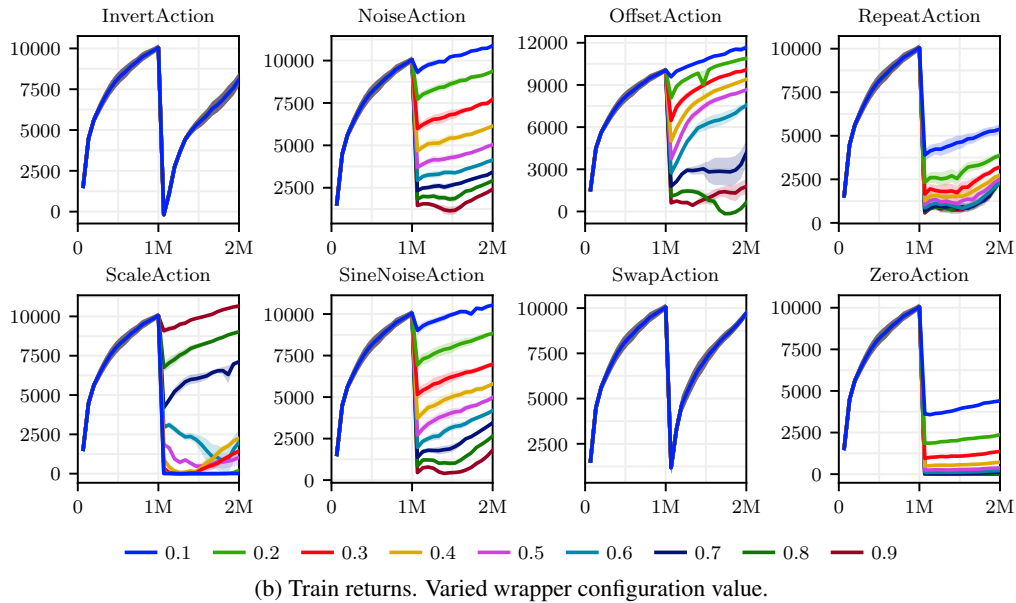 InvertAction NoiseAction OffsetAction RepeatAction
10000 7500 5000 2500 0 0 1M 2M
10000 7500 5000 2500 0 1M 2M
12000 9000 6000 3000 0 0 1M 2M
10000 7500 5000 2500 0 0 1M 2M
ScaleAction SineNoiseAction SwapAction ZeroAction
10000 7500 5000 2500 0 0 1M 2M
10000 7500 5000 2500 0 0 1M 2M
10000 7500 5000 2500 0 1M 2M
10000 7500 5000 2500 0 0 1M 2M
0.1 0.2 0.3 0.4 0.5 0.6 0.7 0.8 0.9
(b) Train returns. Varied wrapper configuration value.